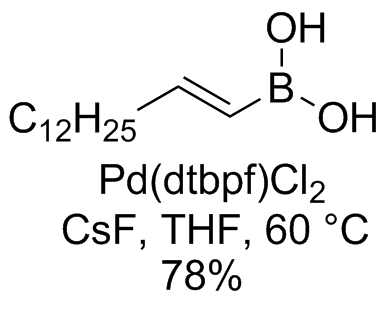 OH
B
C₁₂H₂₅
OH
Pd(dtbpf)Cl₂
CsF, THF, 60 °C
78%